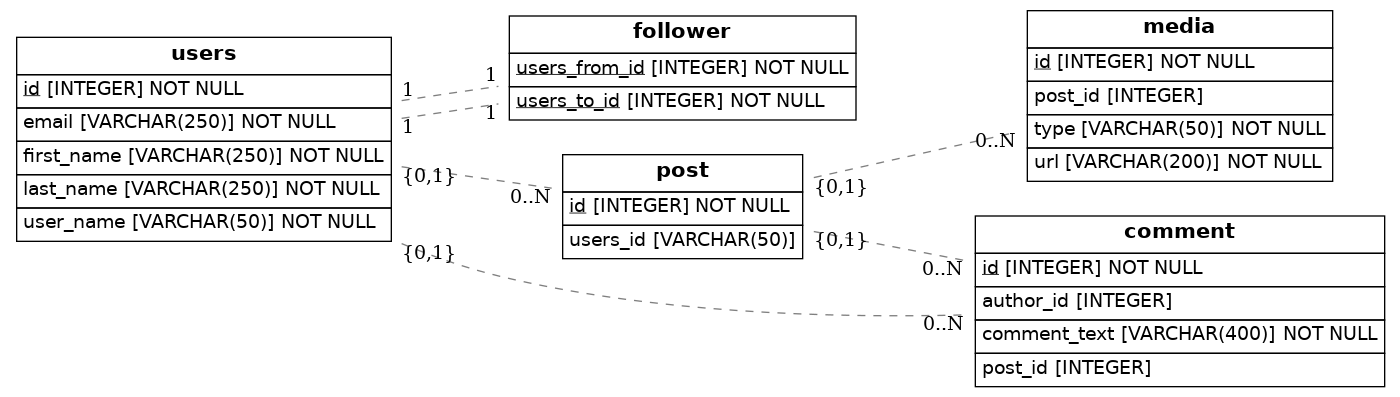 users
id [INTEGER] NOT NULL
email [VARCHAR(250)] NOT NULL
first_name [VARCHAR(250)] NOT NULL
last_name [VARCHAR(250)] NOT NULL
user_name [VARCHAR(50)] NOT NULL
1
1
1
1
{0,1}
0..N
{0,1}
0..N
follower
users_from_id [INTEGER] NOT NULL
users_to_id [INTEGER] NOT NULL
post
id [INTEGER] NOT NULL
users_id [VARCHAR(50)]
{0,1}
0..N
{0,1}
0..N
media
id [INTEGER] NOT NULL
post_id [INTEGER]
type [VARCHAR(50)] NOT NULL
url [VARCHAR(200)] NOT NULL
comment
id [INTEGER] NOT NULL
author_id [INTEGER]
comment_text [VARCHAR(400)] NOT NULL
post_id [INTEGER]